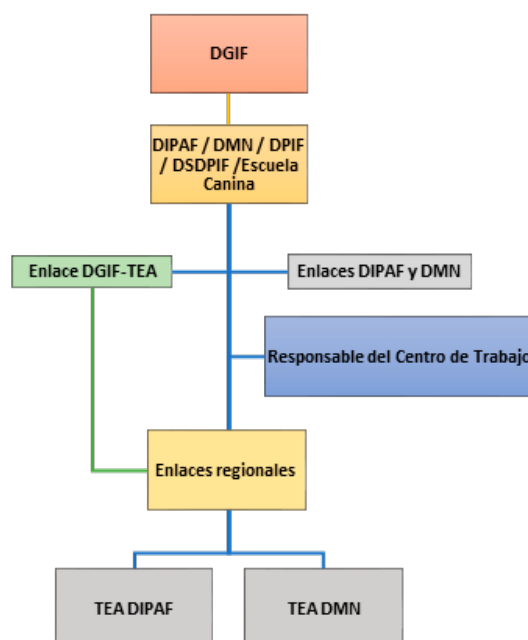 DGIF
DIPAF / DMN / DPIF
/ DSDPIF /Escuela
Canina
Enlace DGIF-TEA
Enlaces DIPAF y DMN
Responsable del Centro de Trabajo
Enlaces regionales
TEA DIPAF
TEA DMN